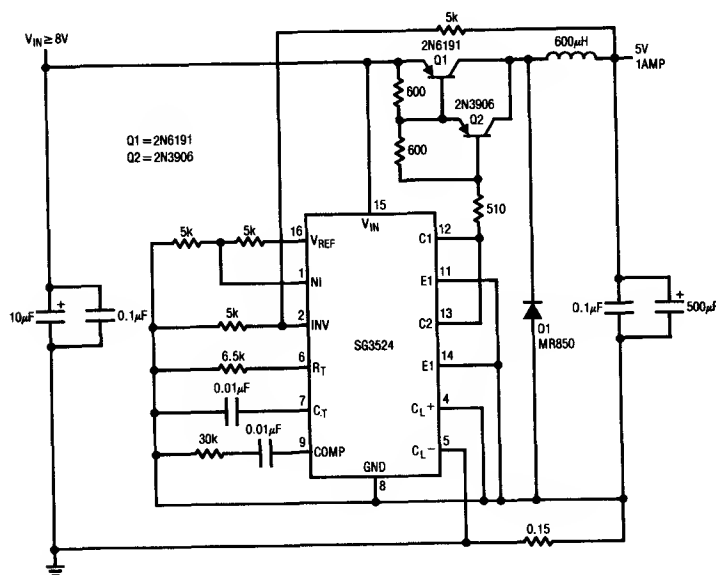 5k
V_IN ≥ 8V
2N6191
Q1
600μH
5V
1AMP
600
2N3906
Q2
Q1 = 2N6191
Q2 = 2N3906
600
510
15
V_IN
5k
5k
16
V_REF
C1
12
1
NI
E1
11
10μF
+
0.1μF
5k
2
INV
C2
13
SG3524
0.1μF
+
500μF
D1
MR850
6.5k
6
R_T
E1
14
0.01μF
7
C_T
C_L+
4
30k
0.01μF
9
COMP
C_L−
5
GND
8
0.15